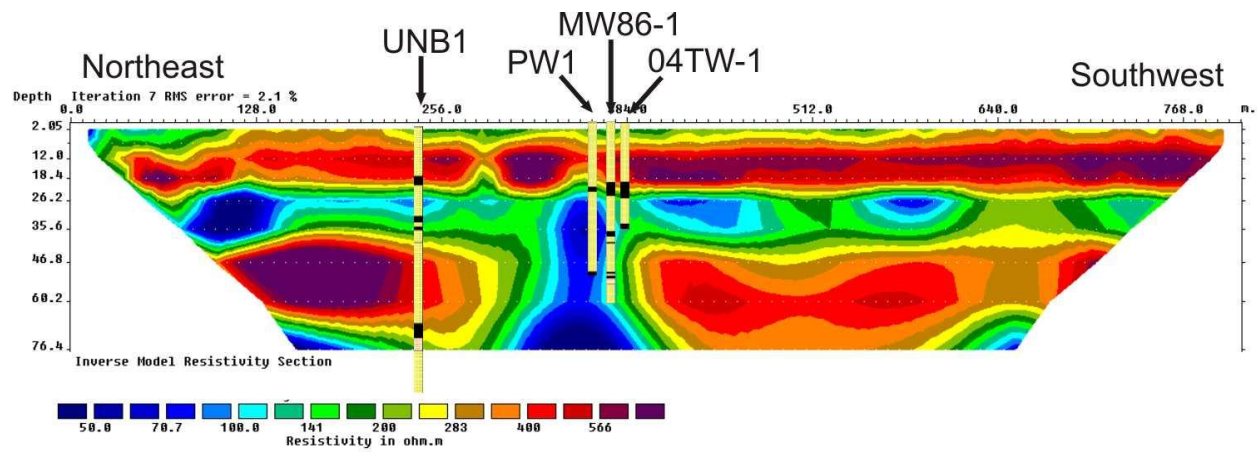 MW86-1
UNB1
PW1
04TW-1
Northeast
Southwest
Depth Iteration 7 RMS error = 2.1 %
0.0 128.0 256.0 512.0 640.0 768.0 m.
2.05
12.0
18.4
26.2
35.6
46.8
60.2
76.4
Inverse Model Resistivity Section
50.0 70.7 100.0 141 200 283 400 566
Resistivity in ohm.m